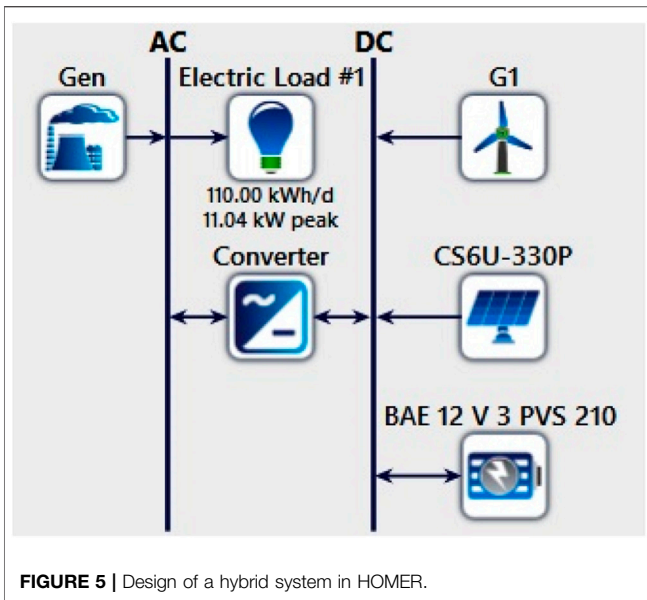 AC DC
Gen Electric Load #1 G1
110.00 kWh/d
11.04 kW peak
Converter CS6U-330P
BAE 12 V 3 PVS 210
FIGURE 5 | Design of a hybrid system in HOMER.